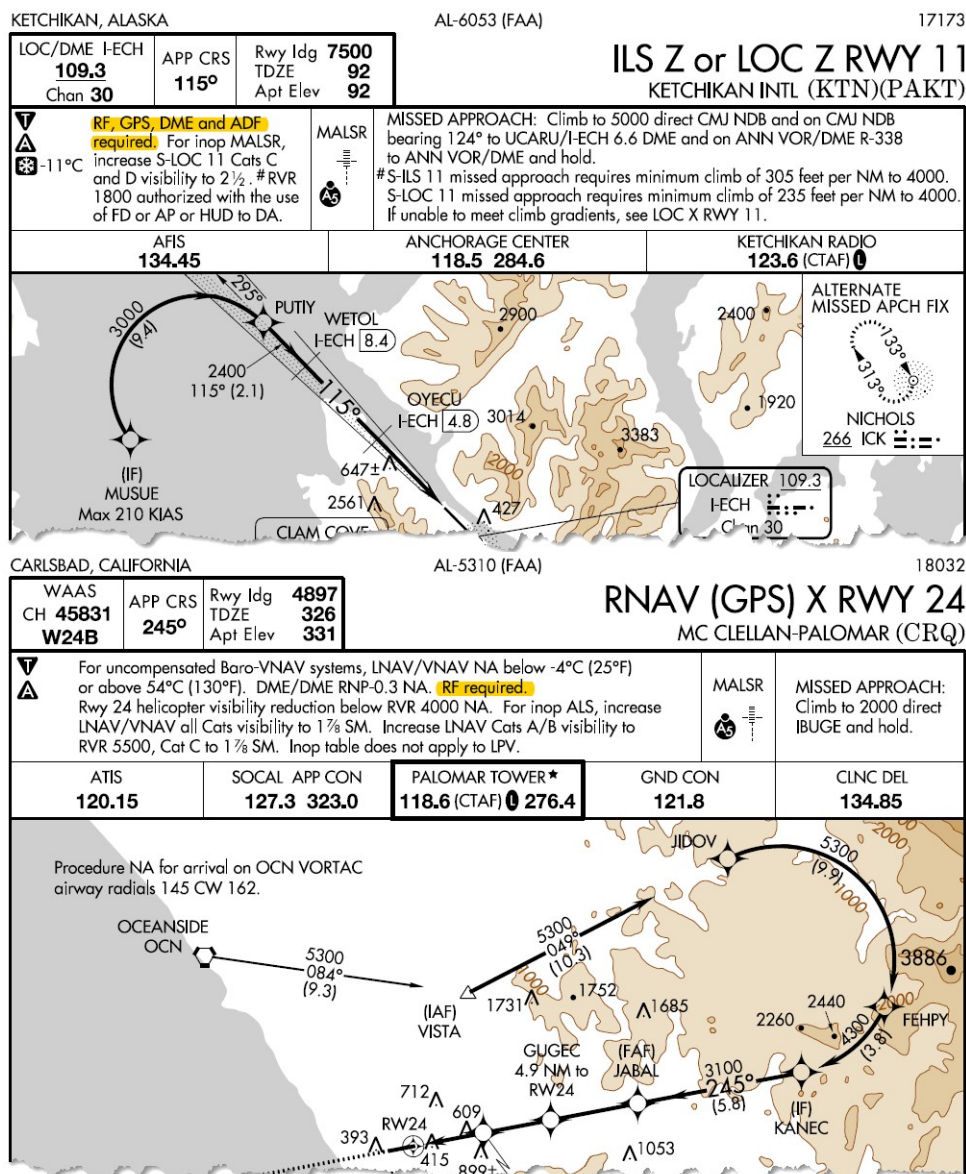 KETCHIKAN, ALASKA
AL-6053 (FAA)
17173
LOC/DME I-ECH
109.3
Chan 30
APP CRS
115°
Rwy ldg 7500
TDZE 92
Apt Elev 92
ILS Z or LOC Z RWY 11
KETCHIKAN INTL (KTN)(PAKT)
T
A
-11°C
RF, GPS, DME and ADF
required. For inop MALSR,
increase S-LOC 11 Cats C
and D visibility to 2½. #RVR
1800 authorized with the use
of FD or AP or HUD to DA.
MALSR
A5
MISSED APPROACH: Climb to 5000 direct CMJ NDB and on CMJ NDB
bearing 124° to UCARU/I-ECH 6.6 DME and on ANN VOR/DME R-338
to ANN VOR/DME and hold.
#S-ILS 11 missed approach requires minimum climb of 305 feet per NM to 4000.
S-LOC 11 missed approach requires minimum climb of 235 feet per NM to 4000.
If unable to meet climb gradients, see LOC X RWY 11.
AFIS
134.45
ANCHORAGE CENTER
118.5 284.6
KETCHIKAN RADIO
123.6 (CTAF) L
295°
PUTIY
3000
(9.4)
WETOL
I-ECH 8.4
2400
115° (2.1)
115°
OYECU
I-ECH 4.8
2900
2400
3014
3383
1920
2000
647±
2561
427
(IF)
MUSUE
Max 210 KIAS
CLAM COVE
LOCALIZER 109.3
I-ECH
Chan 30
ALTERNATE
MISSED APCH FIX
133°
313°
NICHOLS
266 ICK
CARLSBAD, CALIFORNIA
AL-5310 (FAA)
18032
WAAS
CH 45831
W24B
APP CRS
245°
Rwy ldg 4897
TDZE 326
Apt Elev 331
RNAV (GPS) X RWY 24
MC CLELLAN-PALOMAR (CRQ)
T
A
For uncompensated Baro-VNAV systems, LNAV/VNAV NA below -4°C (25°F)
or above 54°C (130°F). DME/DME RNP-0.3 NA. RF required.
Rwy 24 helicopter visibility reduction below RVR 4000 NA. For inop ALS, increase
LNAV/VNAV all Cats visibility to 1⅞ SM. Increase LNAV Cats A/B visibility to
RVR 5500, Cat C to 1⅞ SM. Inop table does not apply to LPV.
MALSR
A5
MISSED APPROACH:
Climb to 2000 direct
IBUGE and hold.
ATIS
120.15
SOCAL APP CON
127.3 323.0
PALOMAR TOWER★
118.6 (CTAF) L 276.4
GND CON
121.8
CLNC DEL
134.85
Procedure NA for arrival on OCN VORTAC
airway radials 145 CW 162.
OCEANSIDE
OCN
5300
084°
(9.3)
(IAF)
VISTA
5300
049°
(10.3)
JIDOV
5300
(9.9)
2000
1000
3886
2000
FEHPY
4300
(3.8)
1000
1731
1752
1685
2260
2440
GUGEC
4.9 NM to
RW24
(FAF)
JABAL
3100
245°
(5.8)
(IF)
KANEC
712
609
RW24
393
415
899±
1053